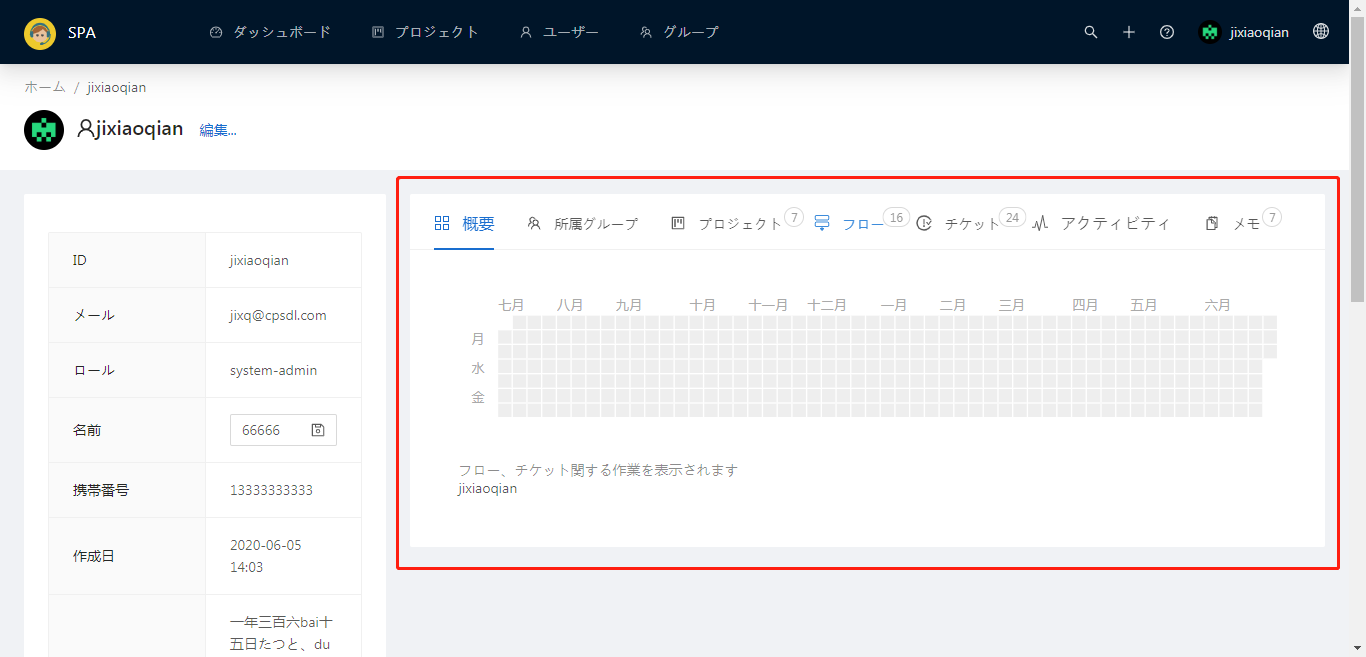 SPA ダッシュボード プロジェクト ユーザー グループ jixiaoqian
ホーム / jixiaoqian
jixiaoqian 編集...
概要 所属グループ プロジェクト 7 フロー 16 チケット 24 アクティビティ メモ 7
ID jixiaoqian
メール jixq@cpsdl.com
ロール system-admin
名前 66666
携帯番号 13333333333
作成日 2020-06-05
14:03
一年三百六bai十
五日たつと、du
七月 八月 九月 十月 十一月 十二月 一月 二月 三月 四月 五月 六月
月
水
金
フロー、チケット関する作業を表示されます
jixiaoqian